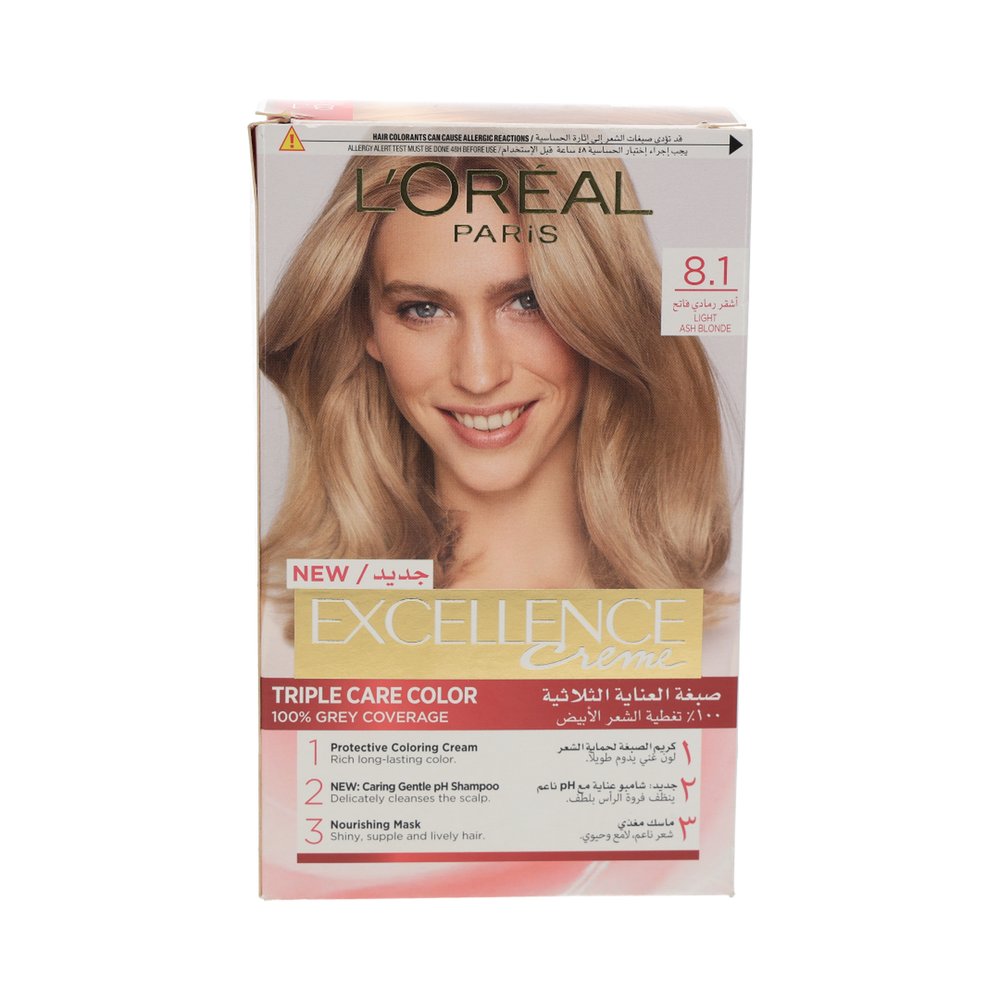 HAIR COLORANTS CAN CAUSE ALLERGIC REACTIONS / قد تؤدي صبغات الشعر إلى إثارة الحساسية
ALLERGY ALERT TEST MUST BE DONE 48H BEFORE USE / يجب إجراء إختبار الحساسية ٤٨ ساعة قبل الإستخدام
L'ORÉAL
PARIS
8.1
أشقر رمادي فاتح
LIGHT
ASH BLONDE
NEW / جديد
EXCELLENCE
Creme
TRIPLE CARE COLOR صبغة العناية الثلاثية
100% GREY COVERAGE ١٠٠٪ تغطية الشعر الأبيض
1 Protective Coloring Cream
Rich long-lasting color.
١ كريم الصبغة لحماية الشعر
لون غني يدوم طويلاً.
2 NEW: Caring Gentle pH Shampoo
Delicately cleanses the scalp.
٢ جديد: شامبو عناية مع pH ناعم
ينظف فروة الرأس بلطف.
3 Nourishing Mask
Shiny, supple and lively hair.
٣ ماسك مغذي
شعر ناعم، لامع وحيوي.